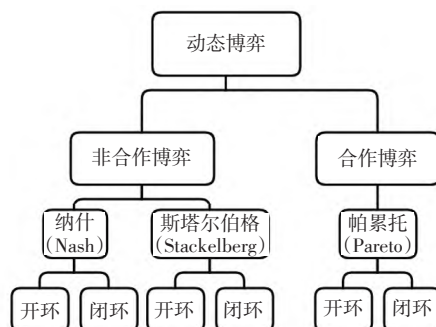 动态博弈
非合作博弈
合作博弈
纳什
(Nash)
斯塔尔伯格
(Stackelberg)
帕累托
(Pareto)
开环
闭环
开环
闭环
开环
闭环